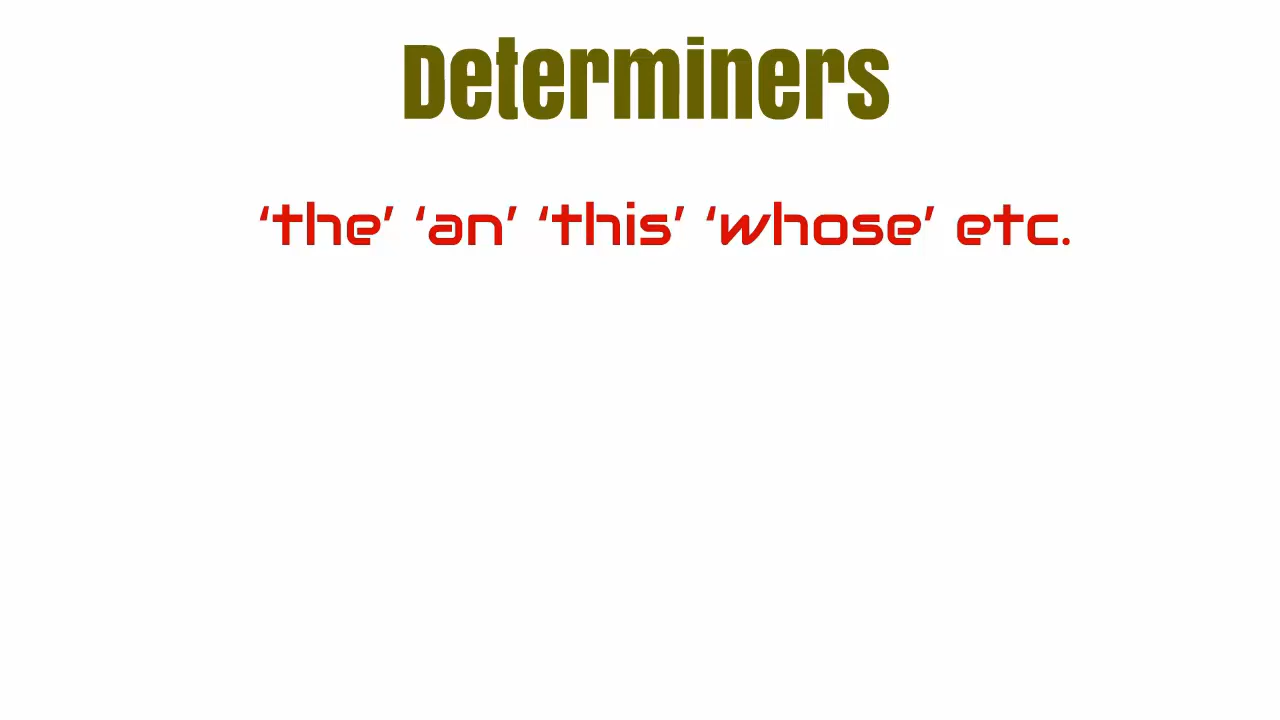 Determiners
‘the’ ‘an’ ‘this’ ‘whose’ etc.